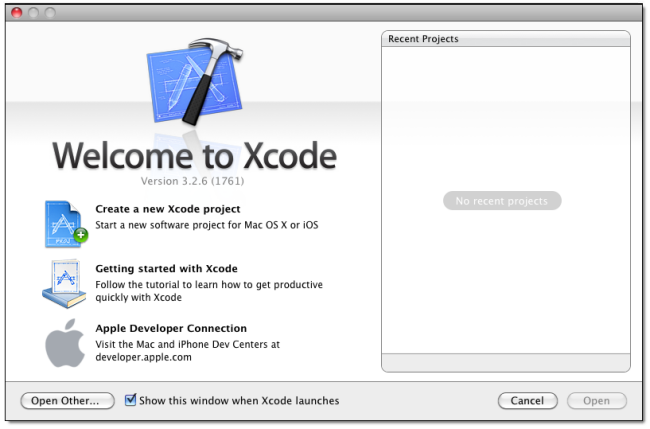 Recent Projects
Welcome to Xcode
Version 3.2.6 (1761)
No recent projects
Create a new Xcode project
Start a new software project for Mac OS X or iOS
Getting started with Xcode
Follow the tutorial to learn how to get productive
quickly with Xcode
Apple Developer Connection
Visit the Mac and iPhone Dev Centers at
developer.apple.com
Open Other...
Show this window when Xcode launches
Cancel
Open